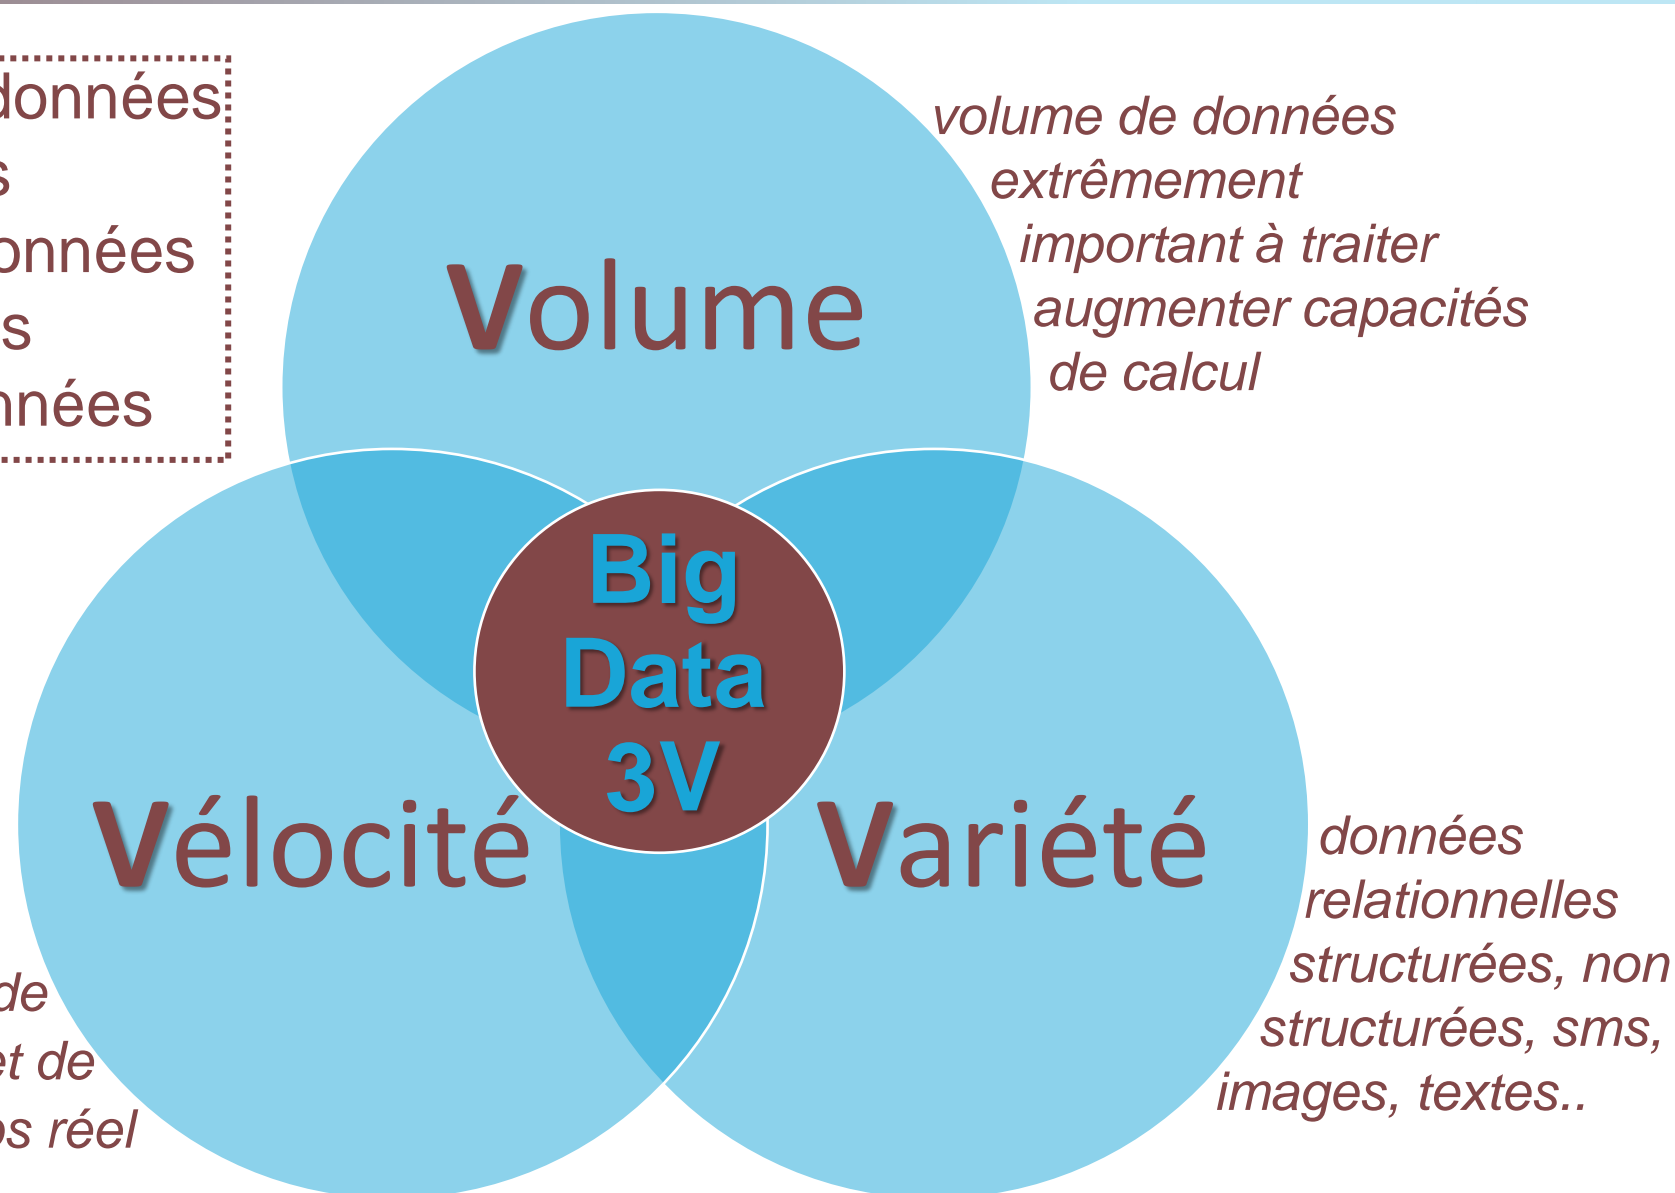 données
données
nnées
Volume
volume de données
extrêmement
important à traiter
augmenter capacités
de calcul
Big
Data
3V
Vélocité
de
et de
réel
Variété
données
relationnelles
structurées, non
structurées, sms,
images, textes..